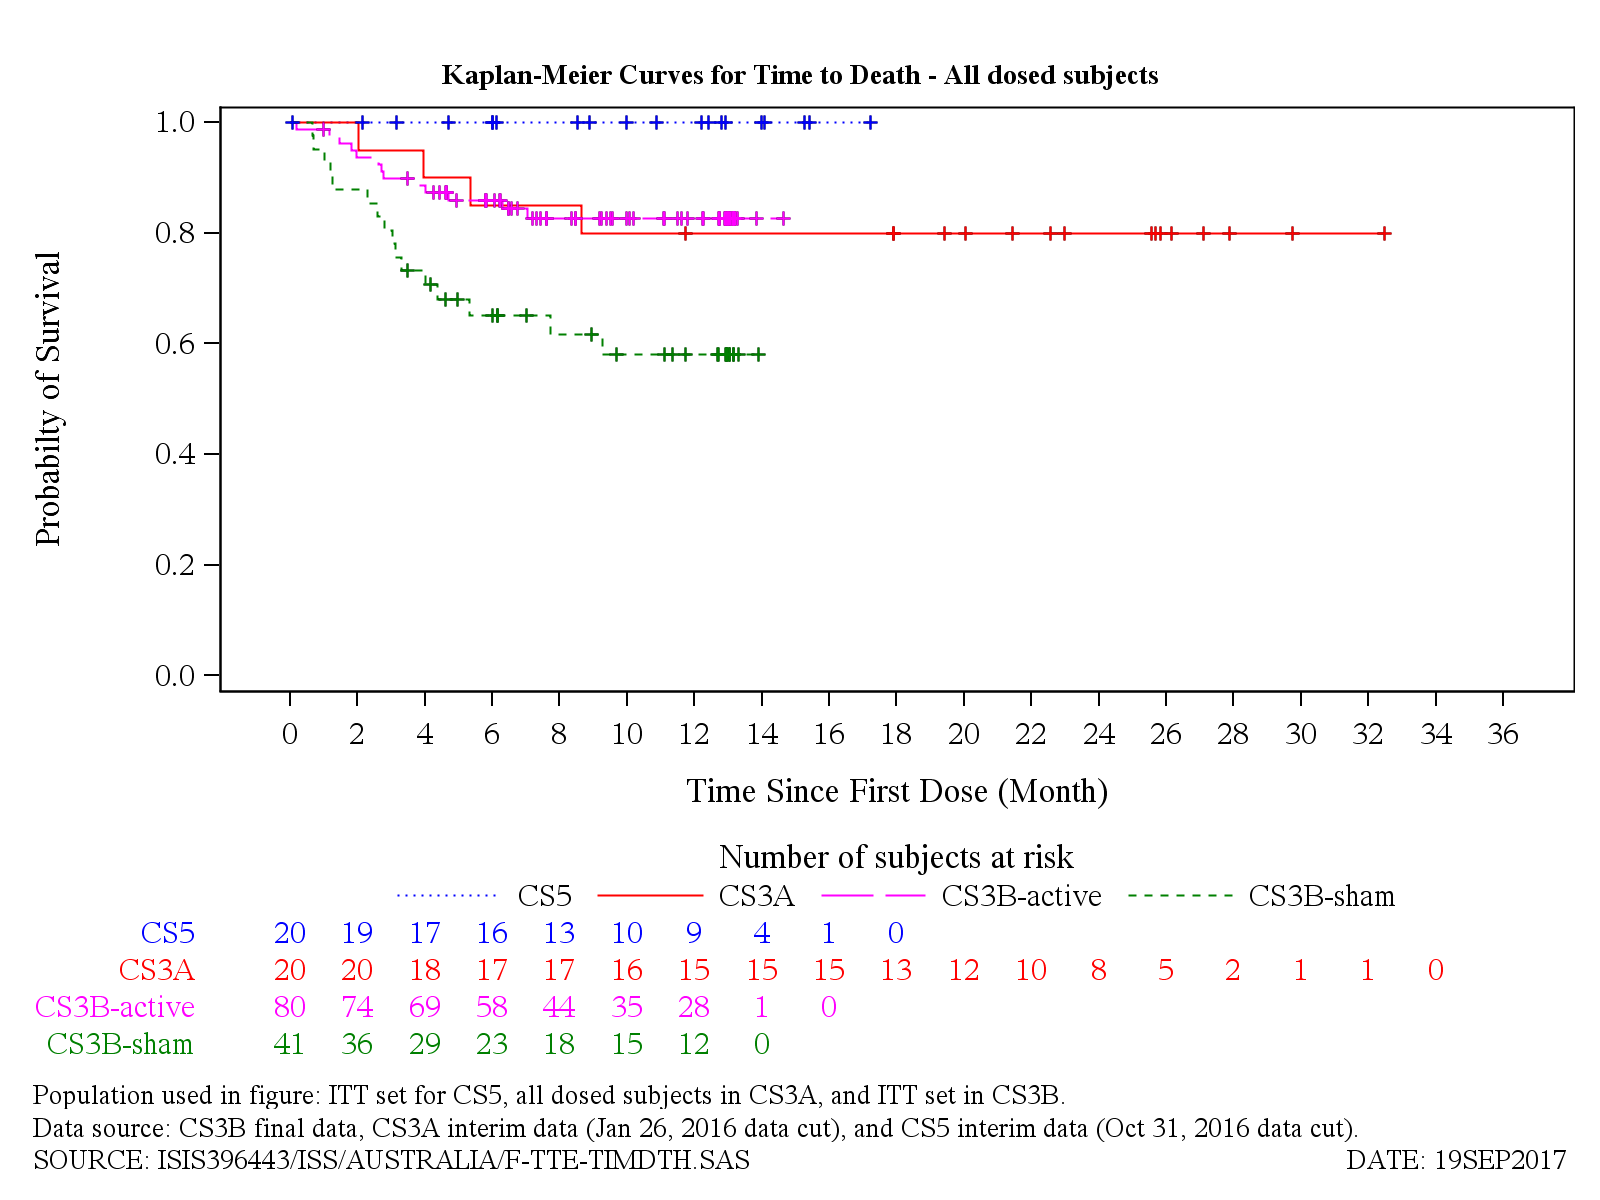 Kaplan-Meier Curves for Time to Death - All dosed subjects
Probabilty of Survival
1.0
0.8
0.6
0.4
0.2
0.0
0 2 4 6 8 10 12 14 16 18 20 22 24 26 28 30 32 34 36
Time Since First Dose (Month)
Number of subjects at risk
CS5 CS3A CS3B-active CS3B-sham
CS5 20 19 17 16 13 10 9 4 1 0
CS3A 20 20 18 17 17 16 15 15 15 13 12 10 8 5 2 1 1 0
CS3B-active 80 74 69 58 44 35 28 1 0
CS3B-sham 41 36 29 23 18 15 12 0
Population used in figure: ITT set for CS5, all dosed subjects in CS3A, and ITT set in CS3B.
Data source: CS3B final data, CS3A interim data (Jan 26, 2016 data cut), and CS5 interim data (Oct 31, 2016 data cut).
SOURCE: ISIS396443/ISS/AUSTRALIA/F-TTE-TIMDTH.SAS DATE: 19SEP2017